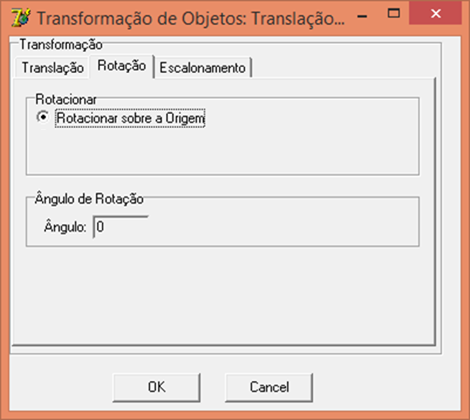 Transformação de Objetos: Translação...
Transformação
Translação Rotação Escalonamento
Rotacionar
Rotacionar sobre a Origem
Ângulo de Rotação
Ângulo: 0
OK Cancel